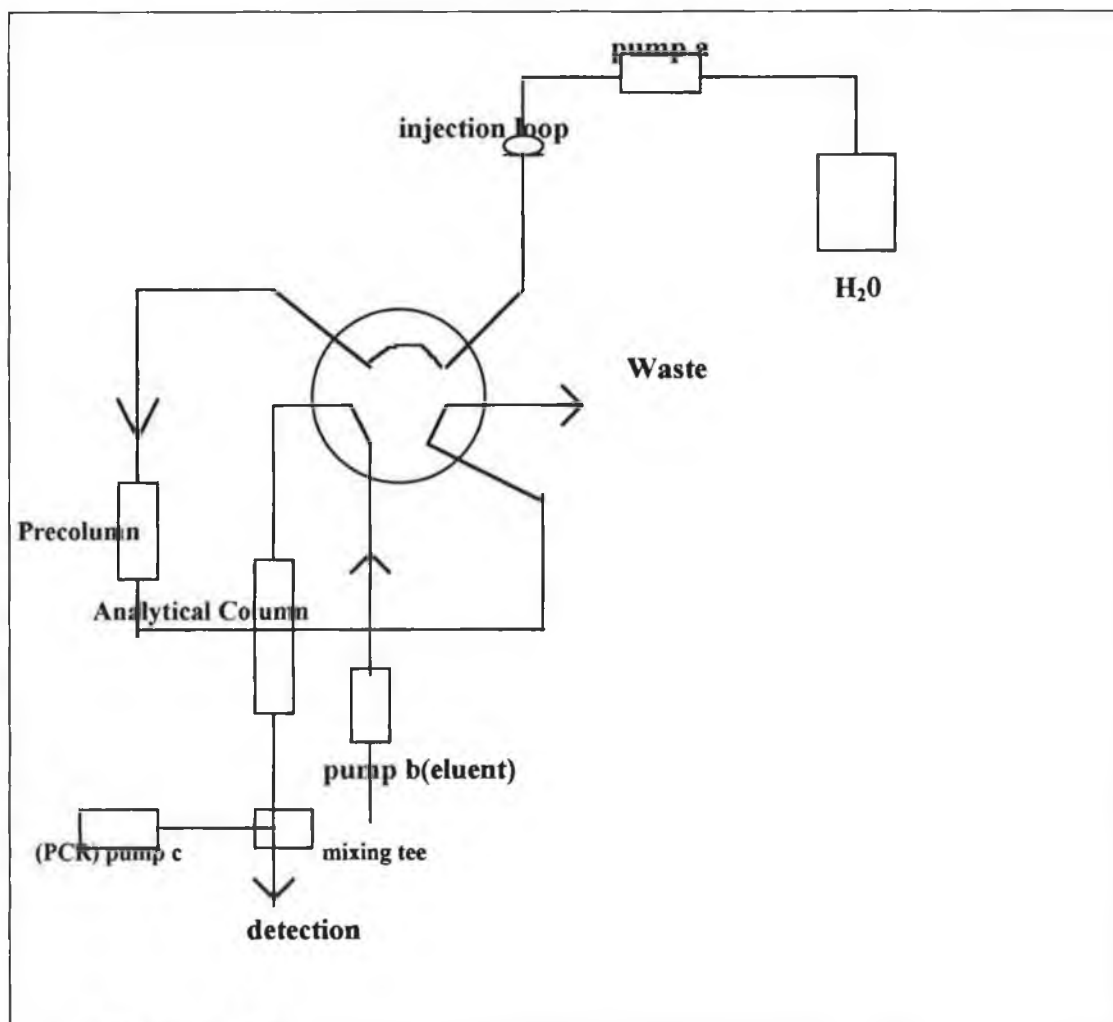 pump a
injection loop
H₂0
Waste
Precolumn
Analytical Column
pump b(eluent)
(PCR) pump c
mixing tee
detection